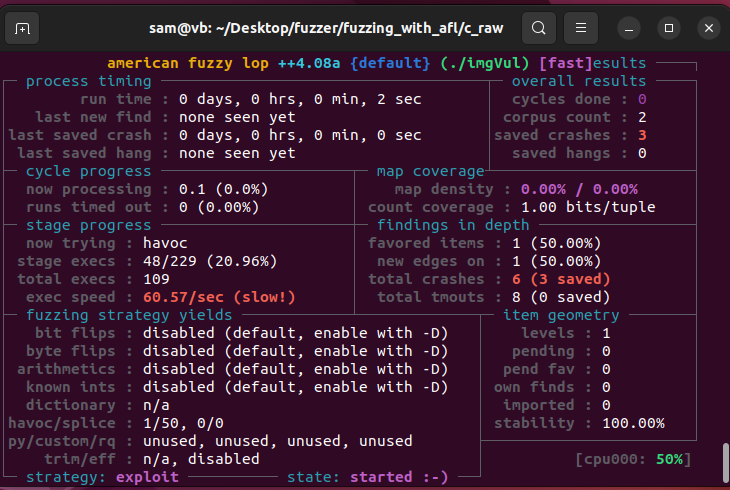 sam@vb: ~/Desktop/fuzzer/fuzzing_with_afl/c_raw
american fuzzy lop ++4.08a {default} (./imgVul) [fast]esults
process timing overall results
run time : 0 days, 0 hrs, 0 min, 2 sec cycles done : 0
last new find : none seen yet corpus count : 2
last saved crash : 0 days, 0 hrs, 0 min, 0 sec saved crashes : 3
last saved hang : none seen yet saved hangs : 0
cycle progress map coverage
now processing : 0.1 (0.0%) map density : 0.00% / 0.00%
runs timed out : 0 (0.00%) count coverage : 1.00 bits/tuple
stage progress findings in depth
now trying : havoc favored items : 1 (50.00%)
stage execs : 48/229 (20.96%) new edges on : 1 (50.00%)
total execs : 109 total crashes : 6 (3 saved)
exec speed : 60.57/sec (slow!) total tmouts : 8 (0 saved)
fuzzing strategy yields item geometry
bit flips : disabled (default, enable with -D) levels : 1
byte flips : disabled (default, enable with -D) pending : 0
arithmetics : disabled (default, enable with -D) pend fav : 0
known ints : disabled (default, enable with -D) own finds : 0
dictionary : n/a imported : 0
havoc/splice : 1/50, 0/0 stability : 100.00%
py/custom/rq : unused, unused, unused, unused
trim/eff : n/a, disabled [cpu000: 50%]
strategy: exploit state: started :-)